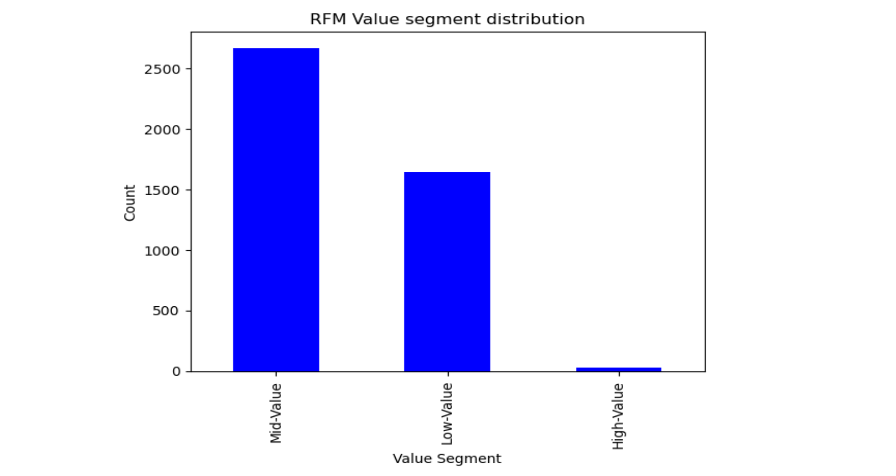 RFM Value segment distribution
2500
2000
1500
1000
500
0
Count
Mid-Value
Low-Value
High-Value
Value Segment